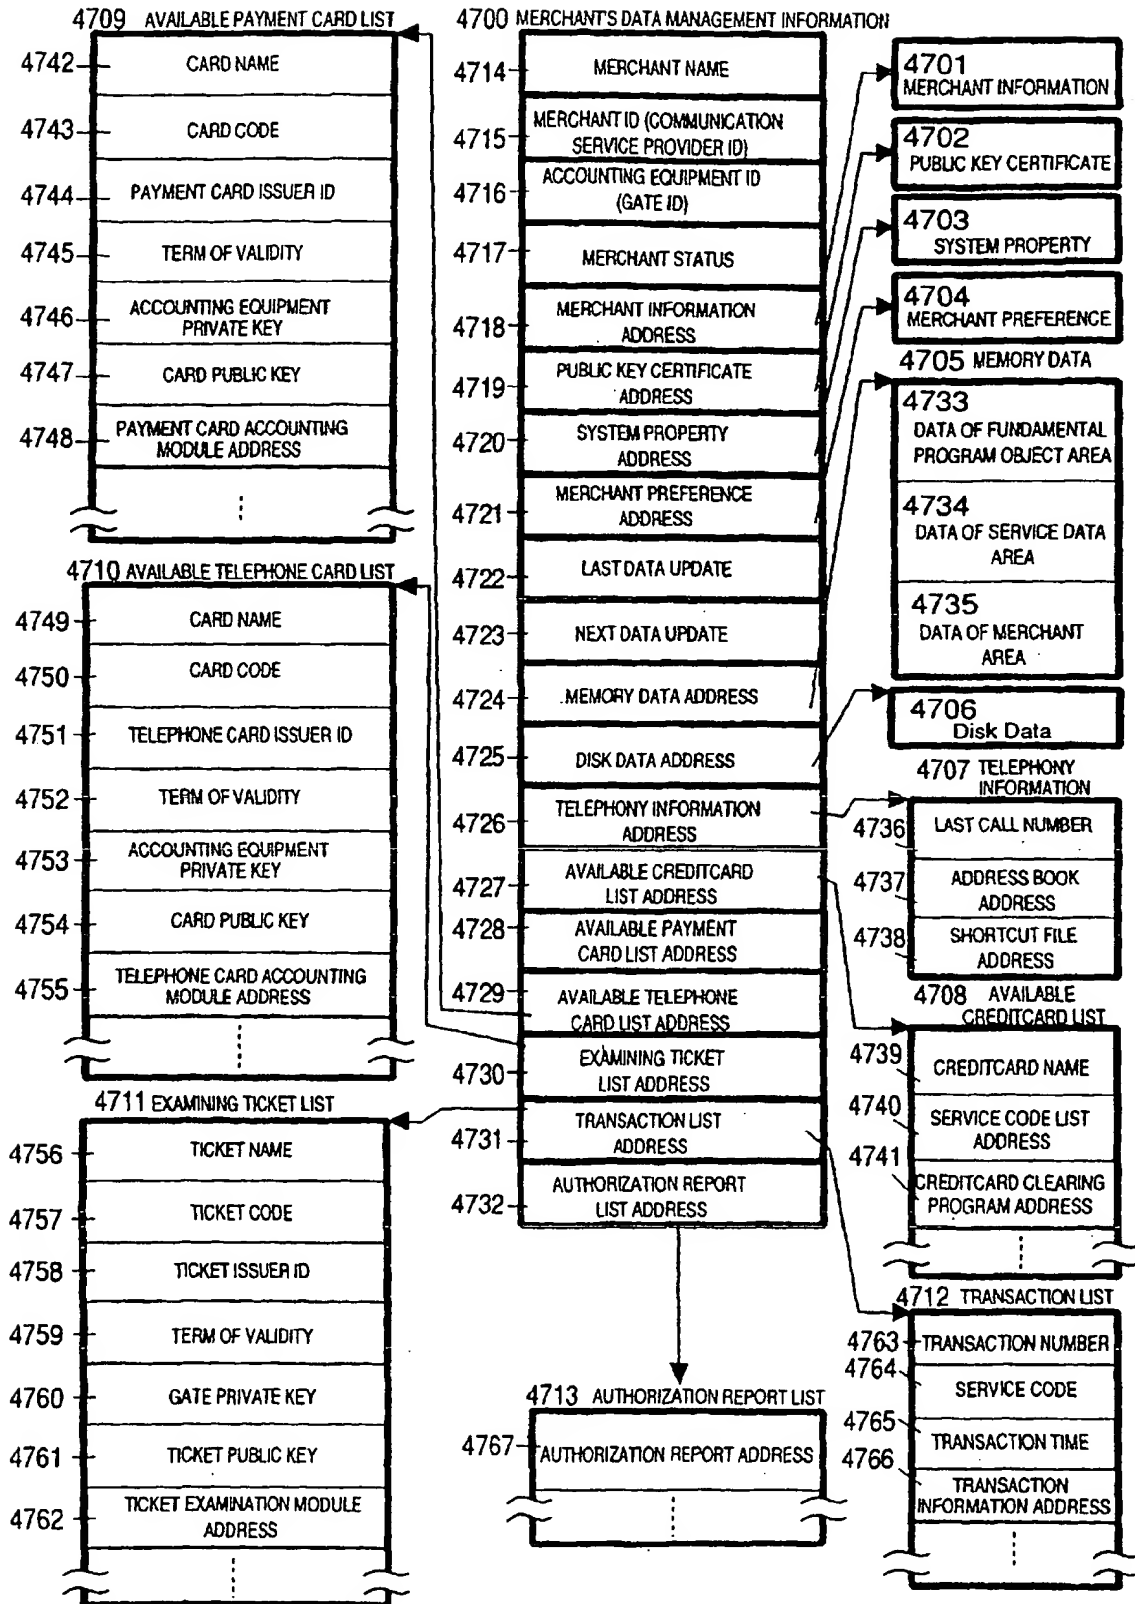 4709 AVAILABLE PAYMENT CARD LIST
4742 CARD NAME
4743 CARD CODE
4744 PAYMENT CARD ISSUER ID
4745 TERM OF VALIDITY
4746 ACCOUNTING EQUIPMENT
PRIVATE KEY
4747 CARD PUBLIC KEY
4748 PAYMENT CARD ACCOUNTING
MODULE ADDRESS
4710 AVAILABLE TELEPHONE CARD LIST
4749 CARD NAME
4750 CARD CODE
4751 TELEPHONE CARD ISSUER ID
4752 TERM OF VALIDITY
4753 ACCOUNTING EQUIPMENT
PRIVATE KEY
4754 CARD PUBLIC KEY
4755 TELEPHONE CARD ACCOUNTING
MODULE ADDRESS
4711 EXAMINING TICKET LIST
4756 TICKET NAME
4757 TICKET CODE
4758 TICKET ISSUER ID
4759 TERM OF VALIDITY
4760 GATE PRIVATE KEY
4761 TICKET PUBLIC KEY
4762 TICKET EXAMINATION MODULE
ADDRESS
4700 MERCHANT'S DATA MANAGEMENT INFORMATION
4714 MERCHANT NAME
4715 MERCHANT ID (COMMUNICATION
SERVICE PROVIDER ID)
4716 ACCOUNTING EQUIPMENT ID
(GATE ID)
4717 MERCHANT STATUS
4718 MERCHANT INFORMATION
ADDRESS
4719 PUBLIC KEY CERTIFICATE
ADDRESS
4720 SYSTEM PROPERTY
ADDRESS
4721 MERCHANT PREFERENCE
ADDRESS
4722 LAST DATA UPDATE
4723 NEXT DATA UPDATE
4724 MEMORY DATA ADDRESS
4725 DISK DATA ADDRESS
4726 TELEPHONY INFORMATION
ADDRESS
4727 AVAILABLE CREDITCARD
LIST ADDRESS
4728 AVAILABLE PAYMENT
CARD LIST ADDRESS
4729 AVAILABLE TELEPHONE
CARD LIST ADDRESS
4730 EXAMINING TICKET
LIST ADDRESS
4731 TRANSACTION LIST
ADDRESS
4732 AUTHORIZATION REPORT
LIST ADDRESS
4713 AUTHORIZATION REPORT LIST
4767 AUTHORIZATION REPORT ADDRESS
4701
MERCHANT INFORMATION
4702
PUBLIC KEY CERTIFICATE
4703
SYSTEM PROPERTY
4704
MERCHANT PREFERENCE
4705 MEMORY DATA
4733
DATA OF FUNDAMENTAL
PROGRAM OBJECT AREA
4734
DATA OF SERVICE DATA
AREA
4735
DATA OF MERCHANT
AREA
4706
Disk Data
4707 TELEPHONY
INFORMATION
4736 LAST CALL NUMBER
4737 ADDRESS BOOK
ADDRESS
4738 SHORTCUT FILE
ADDRESS
4708 AVAILABLE
CREDITCARD LIST
4739 CREDITCARD NAME
4740 SERVICE CODE LIST
ADDRESS
4741 CREDITCARD CLEARING
PROGRAM ADDRESS
4712 TRANSACTION LIST
4763 TRANSACTION NUMBER
4764 SERVICE CODE
4765 TRANSACTION TIME
4766 TRANSACTION
INFORMATION ADDRESS